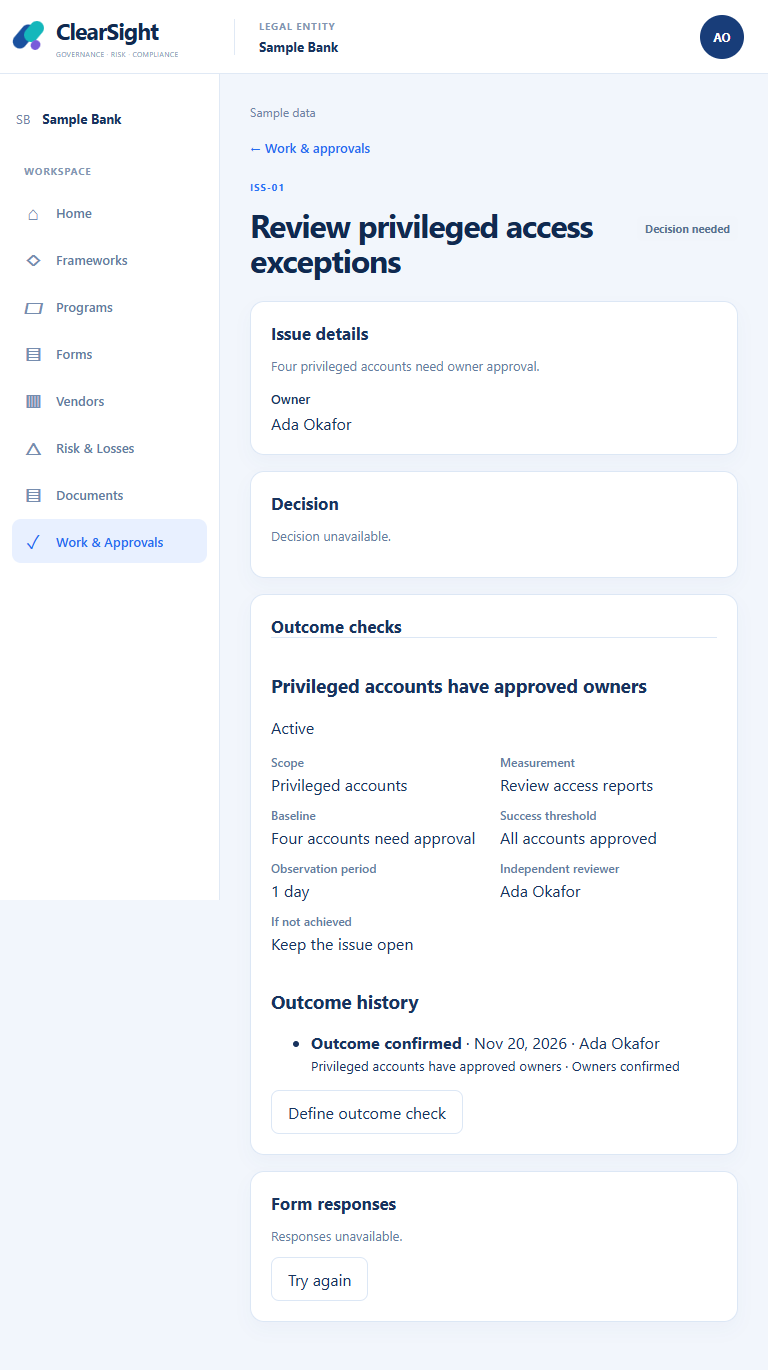 ClearSight
GOVERNANCE · RISK · COMPLIANCE
LEGAL ENTITY
Sample Bank
AO
SB Sample Bank
WORKSPACE
Home
Frameworks
Programs
Forms
Vendors
Risk & Losses
Documents
Work & Approvals
Sample data
← Work & approvals
ISS-01
Review privileged access
exceptions
Decision needed
Issue details
Four privileged accounts need owner approval.
Owner
Ada Okafor
Decision
Decision unavailable.
Outcome checks
Privileged accounts have approved owners
Active
Scope
Privileged accounts
Measurement
Review access reports
Baseline
Four accounts need approval
Success threshold
All accounts approved
Observation period
1 day
Independent reviewer
Ada Okafor
If not achieved
Keep the issue open
Outcome history
• Outcome confirmed · Nov 20, 2026 · Ada Okafor
Privileged accounts have approved owners · Owners confirmed
Define outcome check
Form responses
Responses unavailable.
Try again